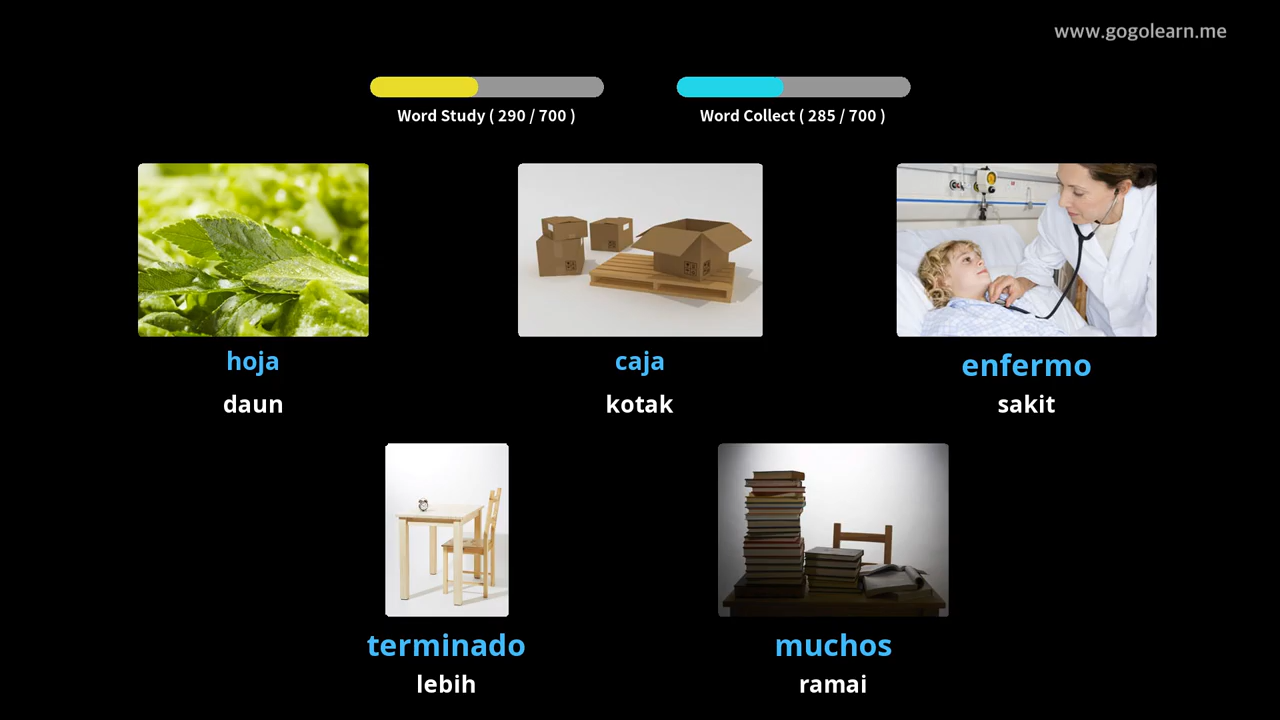 www.gogolearn.me
Word Study ( 290 / 700 )
Word Collect ( 285 / 700 )
hoja
caja
enfermo
daun
kotak
sakit
terminado
muchos
lebih
ramai